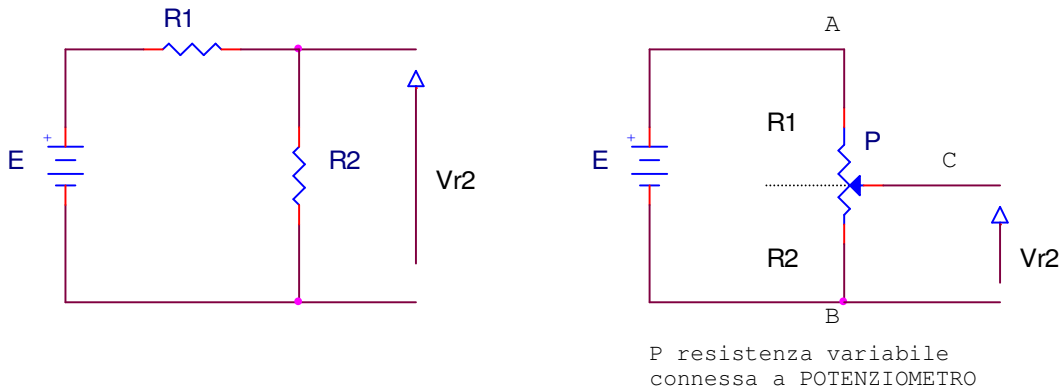 R1
+
E
R2
Vr2
A
R1
P
+
E
C
R2
Vr2
B
P resistenza variabile
connessa a POTENZIOMETRO